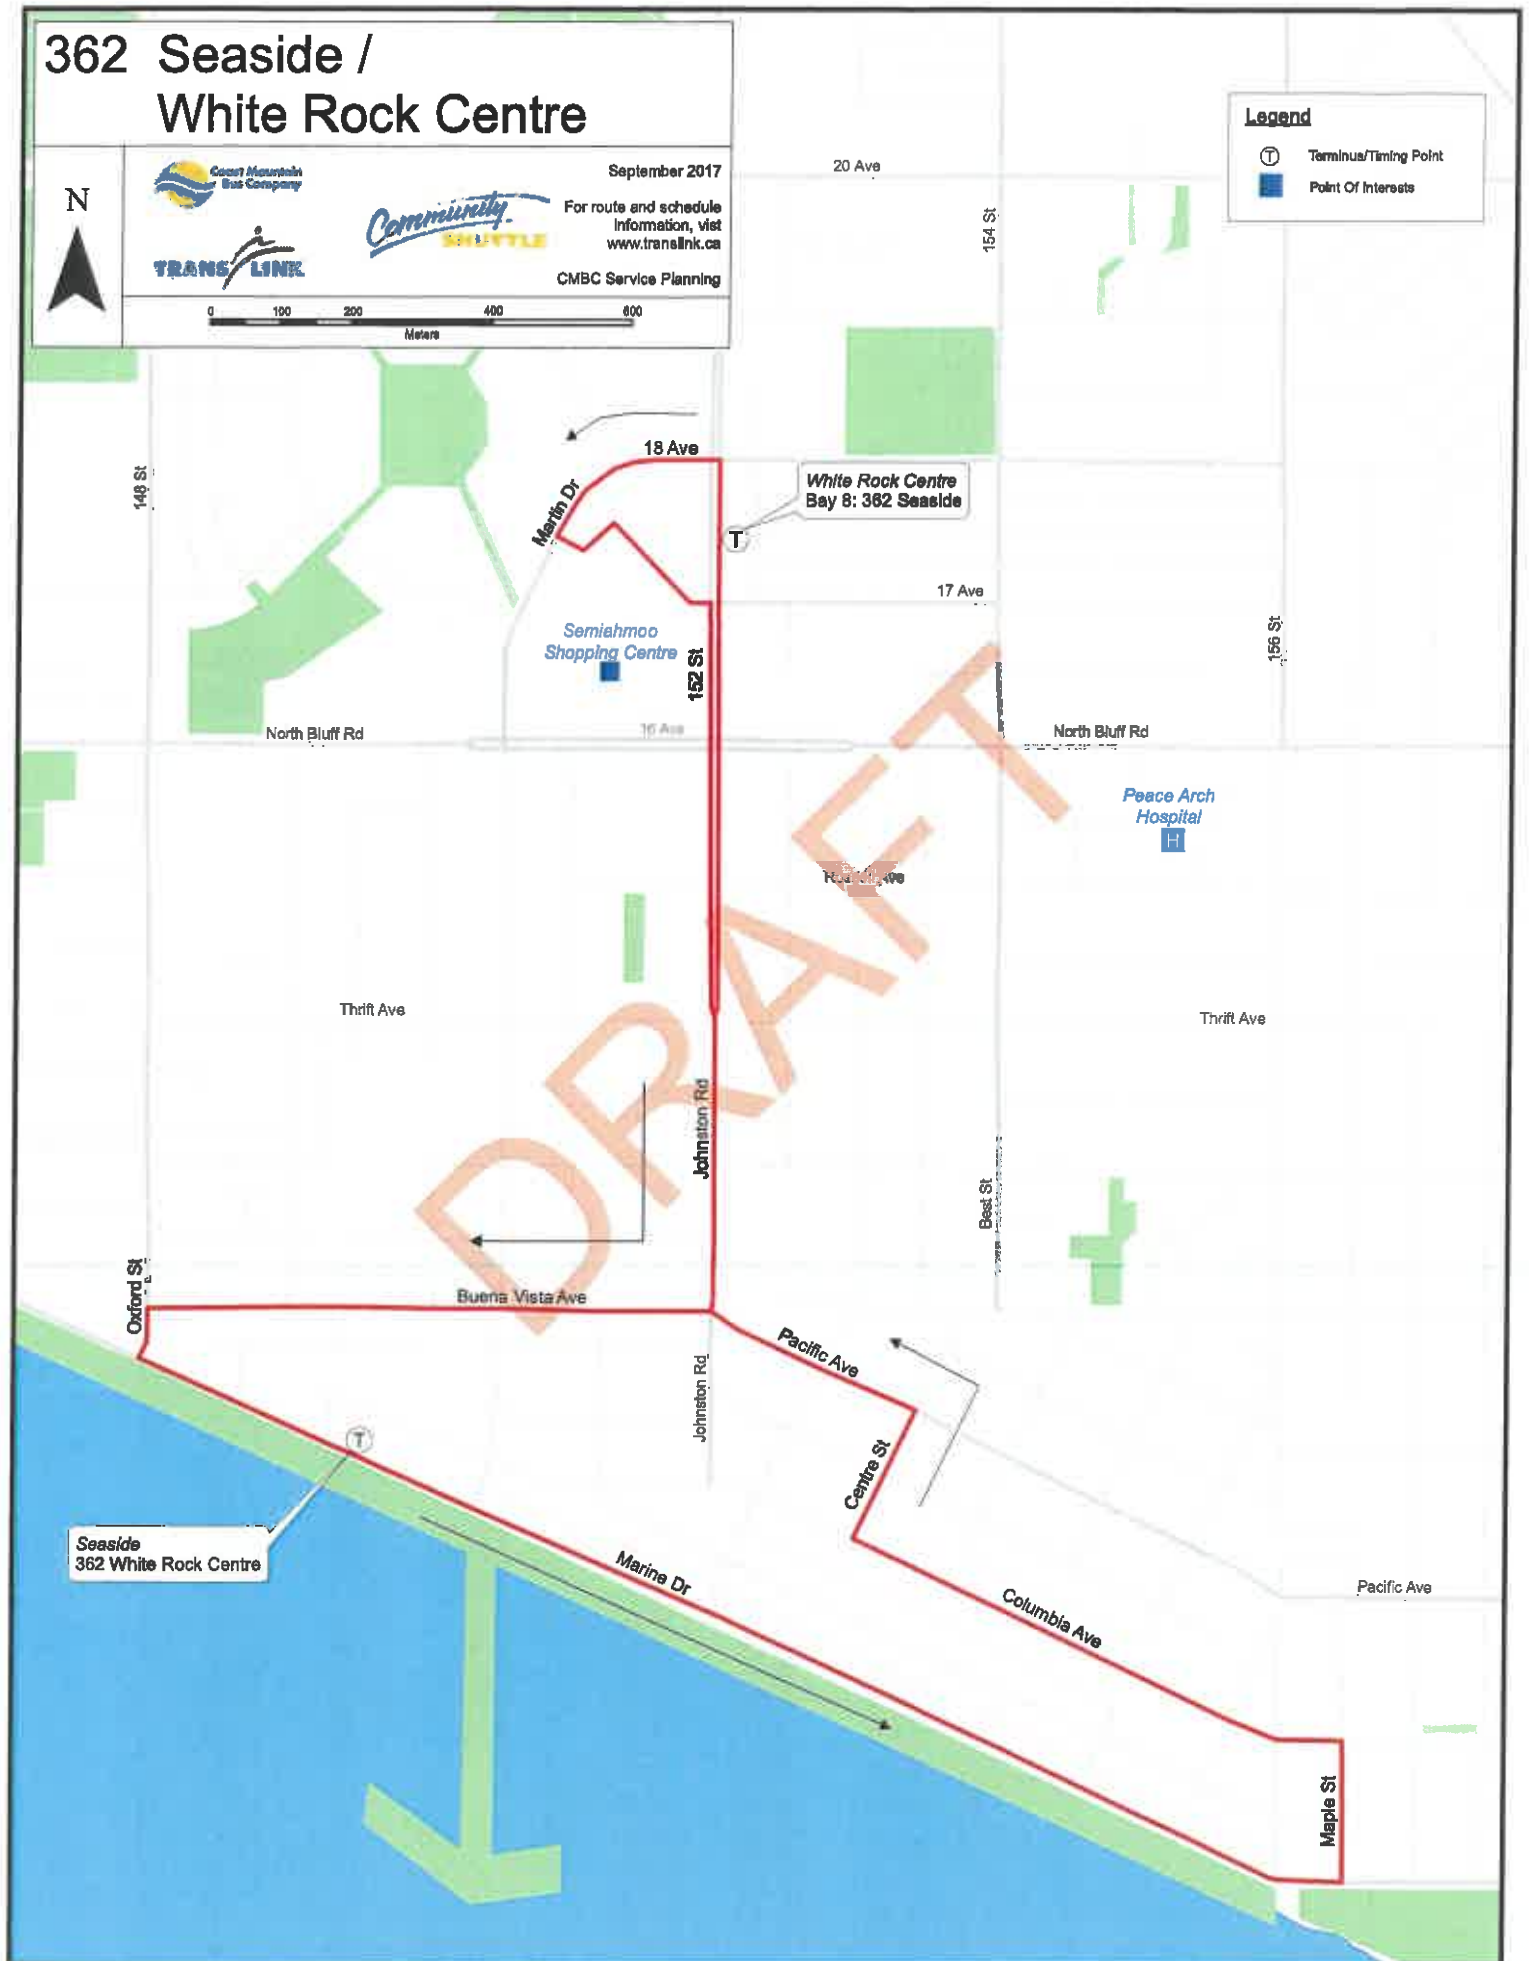 362 Seaside /
White Rock Centre
N
Coast Mountain
Bus Company
TRANS LINK
Community
SHUTTLE
September 2017
For route and schedule
information, vist
www.translink.ca
CMBC Service Planning
0 100 200 400 600
Meters
Legend
T Terminus/Timing Point
Point Of Interests
20 Ave
154 St
148 St
18 Ave
Martin Dr
White Rock Centre
Bay 8: 362 Seaside
T
17 Ave
156 St
Semiahmoo
Shopping Centre
152 St
16 Ave
North Bluff Rd
North Bluff Rd
Peace Arch
Hospital
H
Thrift Ave
Thrift Ave
DRAFT
Johnston Rd
Best St
Oxford St
Buena Vista Ave
Pacific Ave
Johnston Rd
T
Centre St
Seaside
362 White Rock Centre
Marine Dr
Columbia Ave
Pacific Ave
Maple St